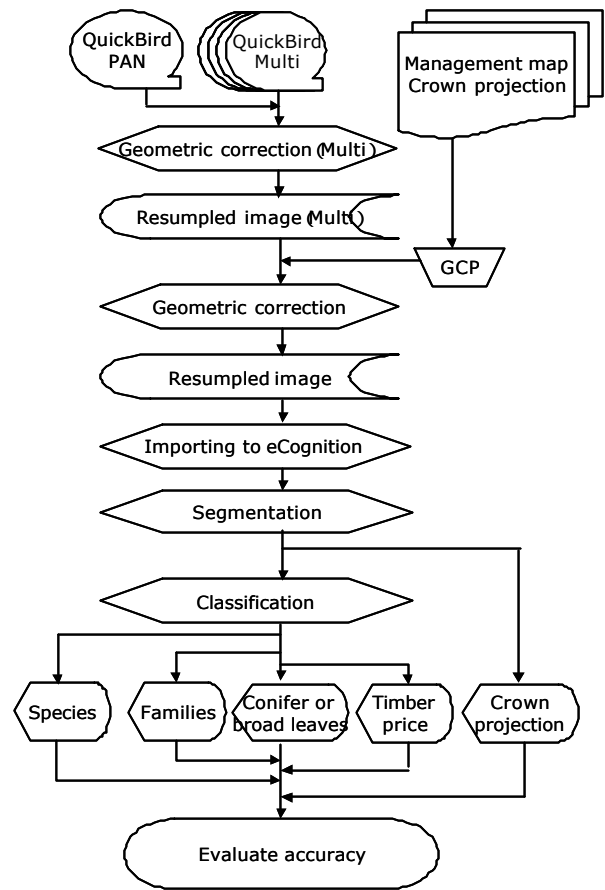 QuickBird
PAN
QuickBird
Multi
Management map
Crown projection
Geometric correction (Multi)
Resumpled image (Multi)
GCP
Geometric correction
Resumpled image
Importing to eCognition
Segmentation
Classification
Species
Families
Conifer or
broad leaves
Timber
price
Crown
projection
Evaluate accuracy